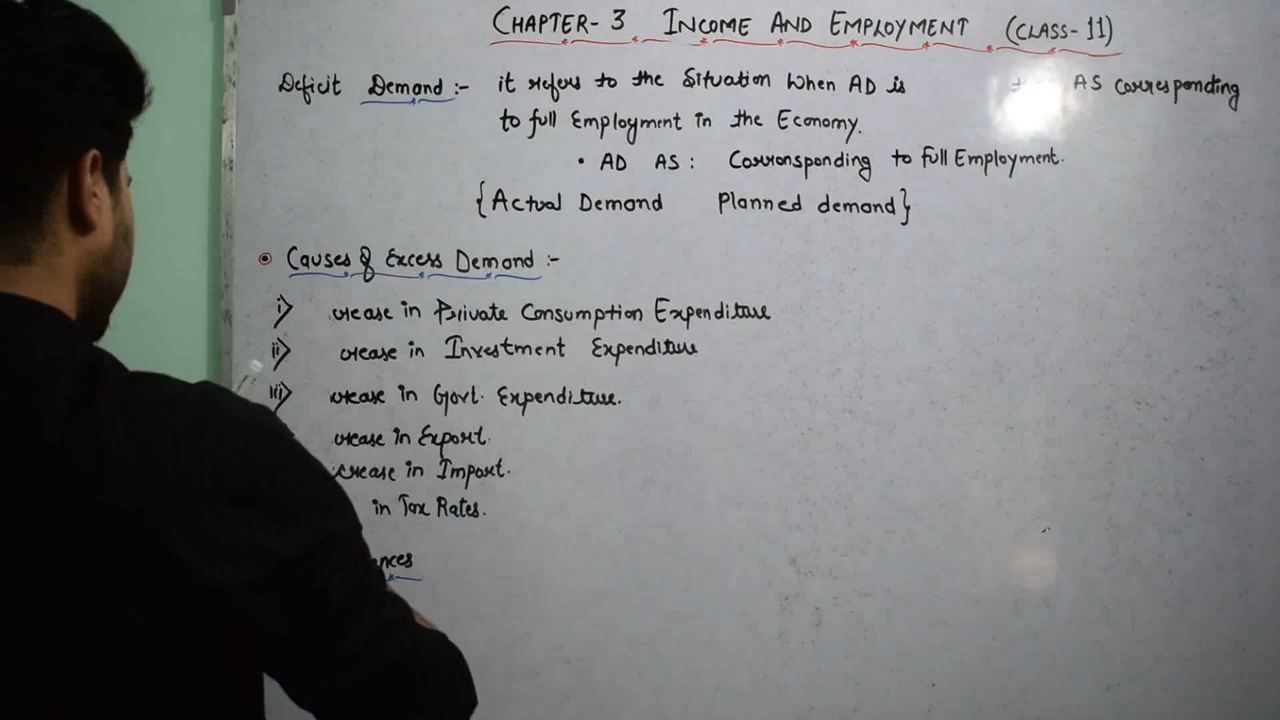 CHAPTER- 3 INCOME AND EMPLOYMENT (CLASS- 11)
Deficit Demand :- it refers to the Situation When AD is AS corresponding
to full Employment in the Economy.
• AD AS : Corronsponding to full Employment.
{Actual Demand Planned demand}
Causes of Excess Demand :-
i) crease in Private Consumption Expenditure
ii) crease in Investment Expenditure
iii) crease in Govt. Expenditure.
crease in Export.
crease in Import.
in Tax Rates.
ences